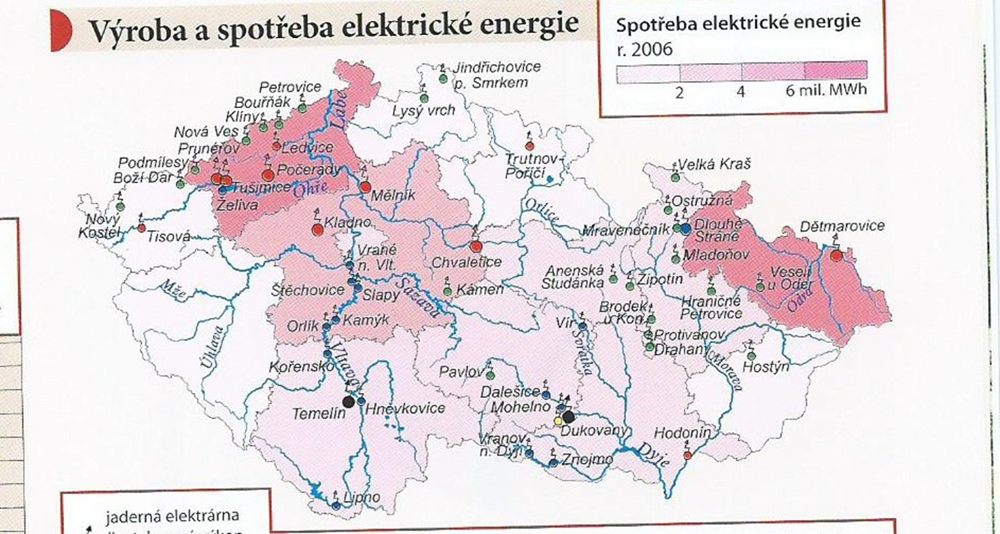 Výroba a spotřeba elektrické energie
Spotřeba elektrické energie
r. 2006
2 4 6 mil. MWh
Jindřichovice
p. Smrkem
Petrovice
Bouřňák
Klíny
Lysý vrch
Labe
Nová Ves
Prunéřov
Ledvice
Podmílesy
Boží Dar
Počerady
Tušimice
Ohře
Želiva
Mělník
Trutnov-
Poříčí
Velká Kraš
Ostružná
Nový
Kostel
Tisová
Kladno
Orlice
Mravenečník
Dlouhé
Stráně
Dětmarovice
Vrané
n. Vlt.
Chvaletice
Mladoňov
Anenská
Studánka
Žipotín
Veselí
u Oder
Odra
Mže
Štěchovice
Slapy
Sázava
Kámen
Hraničné
Petrovice
Brodek
u Kon.
Orlík
Kamýk
Vír
Svratka
Protivanov
Drahany
Úhlava
Vltava
Kořensko
Pavlov
Morava
Hostýn
Temelín
Hněvkovice
Dalešice
Mohelno
Dukovany
Hodonín
Vranov
n. Dyjí
Znojmo
Dyje
Lipno
jaderná elektrárna